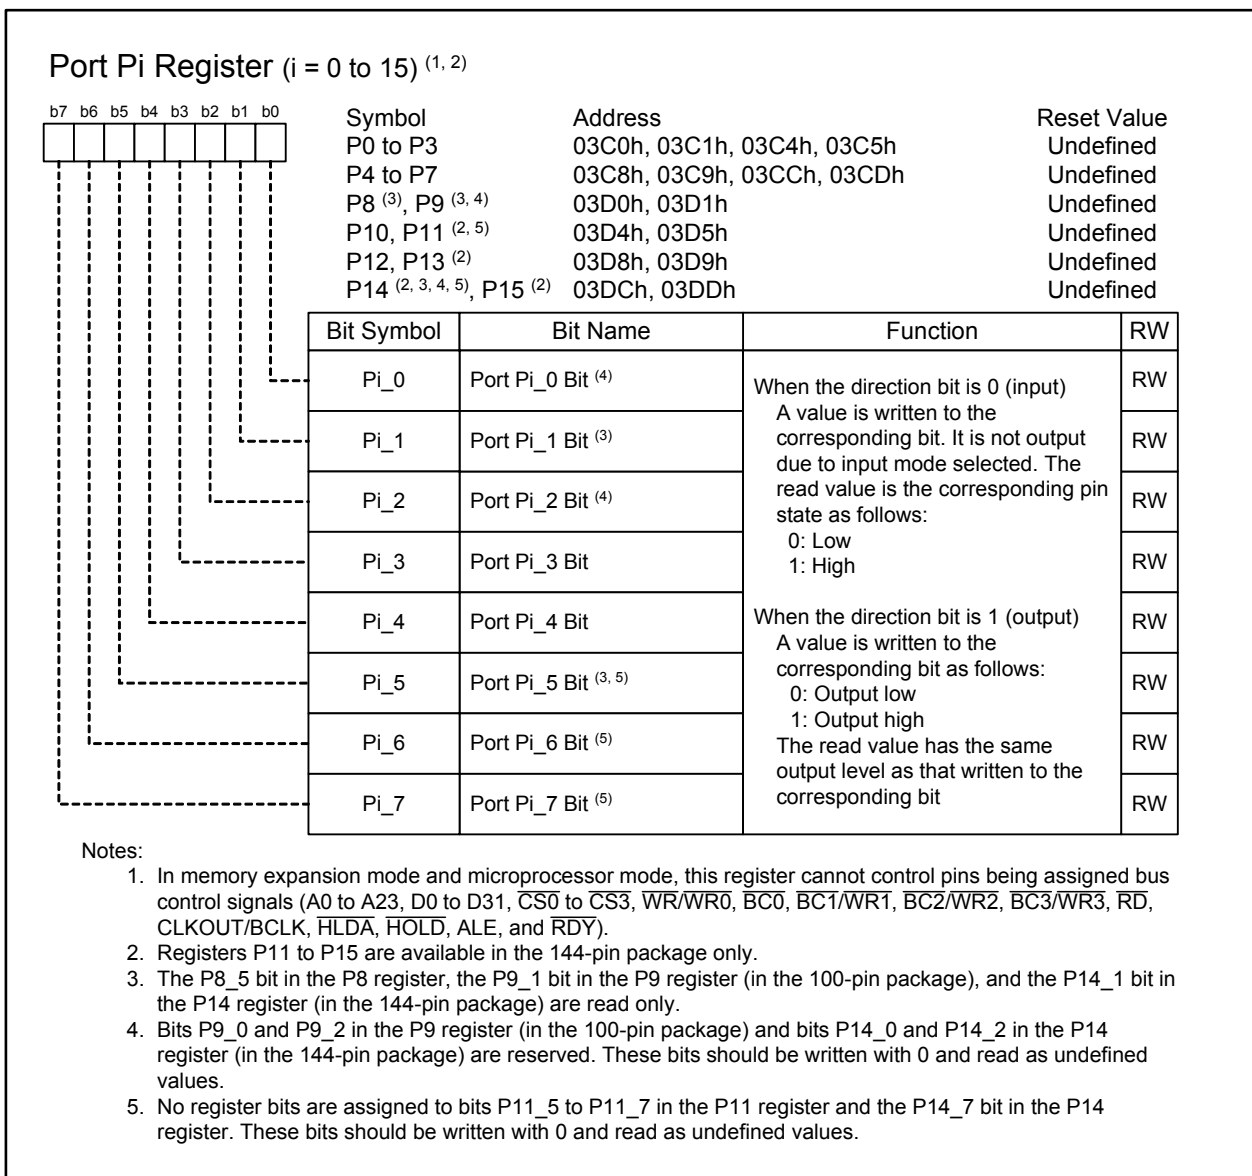 Port Pi Register (i = 0 to 15) (1, 2)
b7 b6 b5 b4 b3 b2 b1 b0
Symbol Address Reset Value
P0 to P3 03C0h, 03C1h, 03C4h, 03C5h Undefined
P4 to P7 03C8h, 03C9h, 03CCh, 03CDh Undefined
P8 (3), P9 (3, 4) 03D0h, 03D1h Undefined
P10, P11 (2, 5) 03D4h, 03D5h Undefined
P12, P13 (2) 03D8h, 03D9h Undefined
P14 (2, 3, 4, 5), P15 (2) 03DCh, 03DDh Undefined
Bit Symbol Bit Name Function RW
Pi_0 Port Pi_0 Bit (4) RW
Pi_1 Port Pi_1 Bit (3) RW
Pi_2 Port Pi_2 Bit (4) RW
Pi_3 Port Pi_3 Bit RW
Pi_4 Port Pi_4 Bit RW
Pi_5 Port Pi_5 Bit (3, 5) RW
Pi_6 Port Pi_6 Bit (5) RW
Pi_7 Port Pi_7 Bit (5) RW
When the direction bit is 0 (input)
A value is written to the
corresponding bit. It is not output
due to input mode selected. The
read value is the corresponding pin
state as follows:
0: Low
1: High
When the direction bit is 1 (output)
A value is written to the
corresponding bit as follows:
0: Output low
1: Output high
The read value has the same
output level as that written to the
corresponding bit
Notes:
1. In memory expansion mode and microprocessor mode, this register cannot control pins being assigned bus
control signals (A0 to A23, D0 to D31, C̅S̅0̅ to C̅S̅3̅, W̅R̅/W̅R̅0̅, B̅C̅0̅, B̅C̅1̅/W̅R̅1̅, B̅C̅2̅/W̅R̅2̅, B̅C̅3̅/W̅R̅3̅, R̅D̅,
CLKOUT/BCLK, H̅L̅D̅A̅, H̅O̅L̅D̅, ALE, and R̅D̅Y̅).
2. Registers P11 to P15 are available in the 144-pin package only.
3. The P8_5 bit in the P8 register, the P9_1 bit in the P9 register (in the 100-pin package), and the P14_1 bit in
the P14 register (in the 144-pin package) are read only.
4. Bits P9_0 and P9_2 in the P9 register (in the 100-pin package) and bits P14_0 and P14_2 in the P14
register (in the 144-pin package) are reserved. These bits should be written with 0 and read as undefined
values.
5. No register bits are assigned to bits P11_5 to P11_7 in the P11 register and the P14_7 bit in the P14
register. These bits should be written with 0 and read as undefined values.